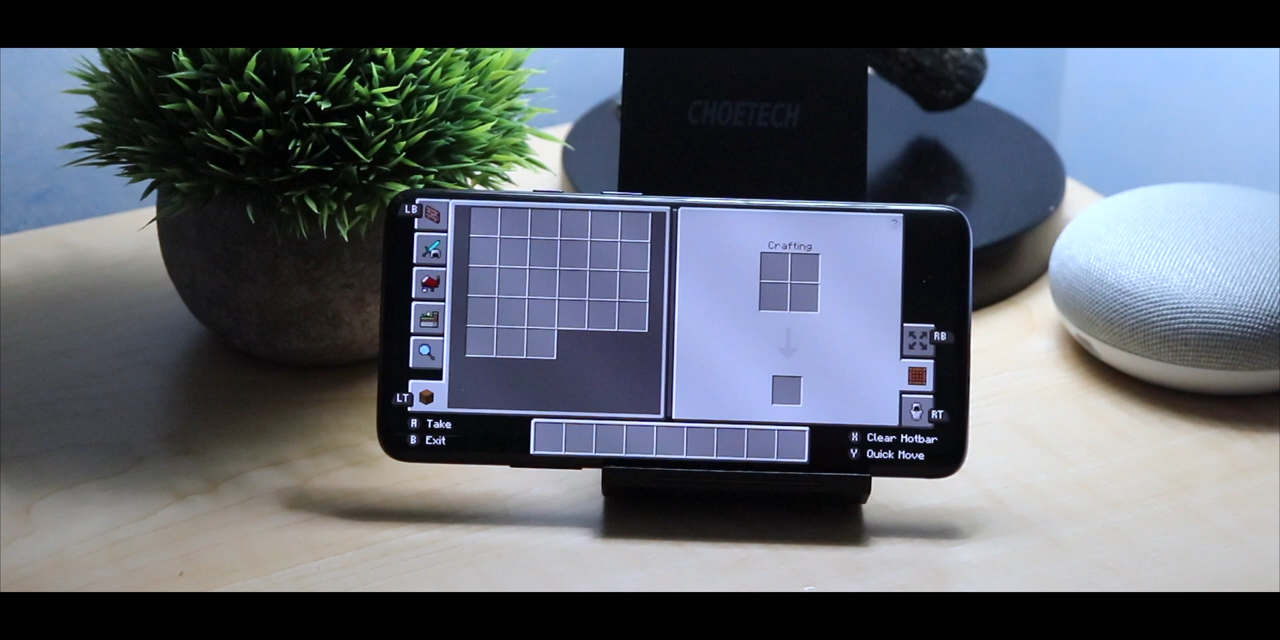 CHOETECH
LB
Crafting
RB
LT
RT
A Take
B Exit
X Clear Hotbar
Y Quick Move